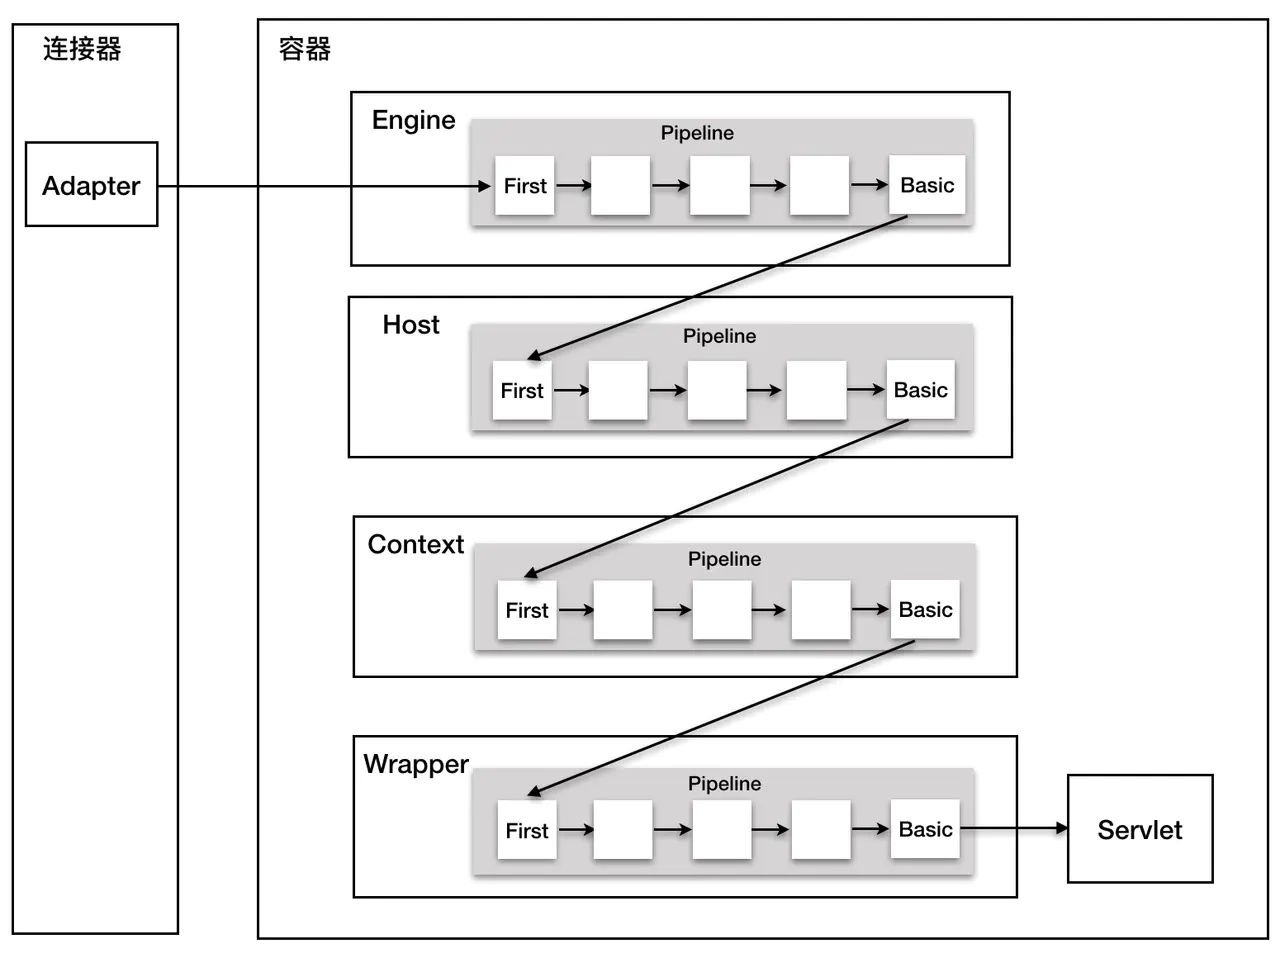 连接器
容器
Adapter
Engine
Pipeline
First
Basic
Host
Pipeline
First
Basic
Context
Pipeline
First
Basic
Wrapper
Pipeline
First
Basic
Servlet